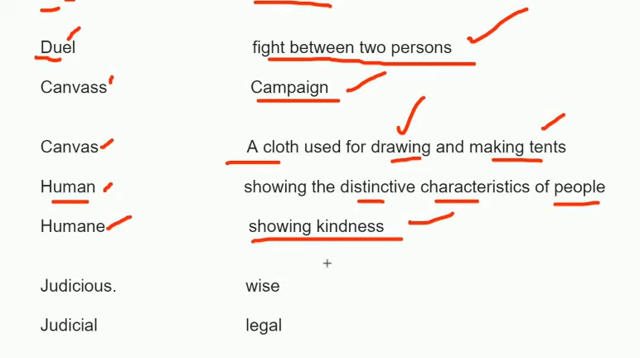 Duel fight between two persons
Canvass Campaign
Canvas A cloth used for drawing and making tents
Human showing the distinctive characteristics of people
Humane showing kindness
Judicious. wise
Judicial legal